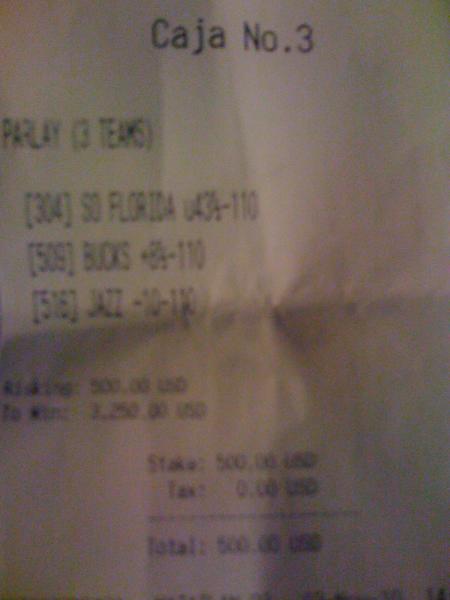 Caja No.3
PARLAY (3 TEAMS)
[304] SO FLORIDA u43½-110
[509] BUCKS +8½-110
[516] JAZZ -10-110
Risking: 500.00 USD
To Win: 3,250.00 USD
Stake: 500.00 USD
Tax: 0.00 USD
Total: 500.00 USD